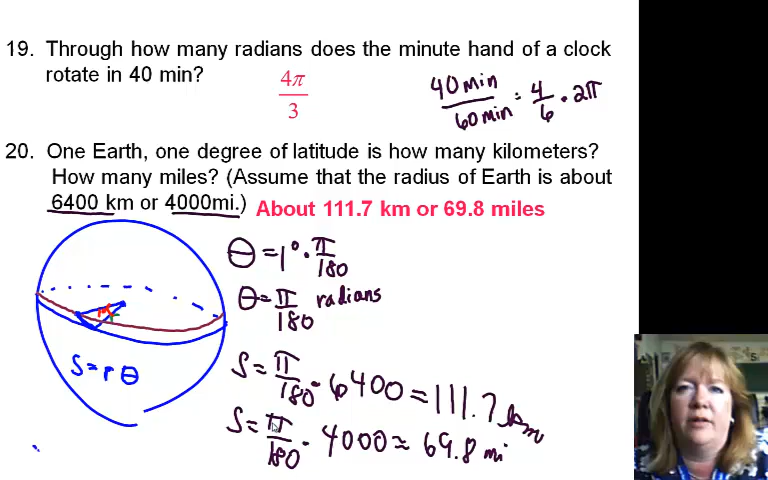 19. Through how many radians does the minute hand of a clock
rotate in 40 min?
4π/3
40 min/60 min = 4/6 · 2π
20. One Earth, one degree of latitude is how many kilometers?
How many miles? (Assume that the radius of Earth is about
6400 km or 4000mi.) About 111.7 km or 69.8 miles
θ = 1° · π/180
θ = π/180 radians
S = rθ
S = π/180 · 6400 = 111.7 km
S = π/180 · 4000 ≈ 69.8 mi